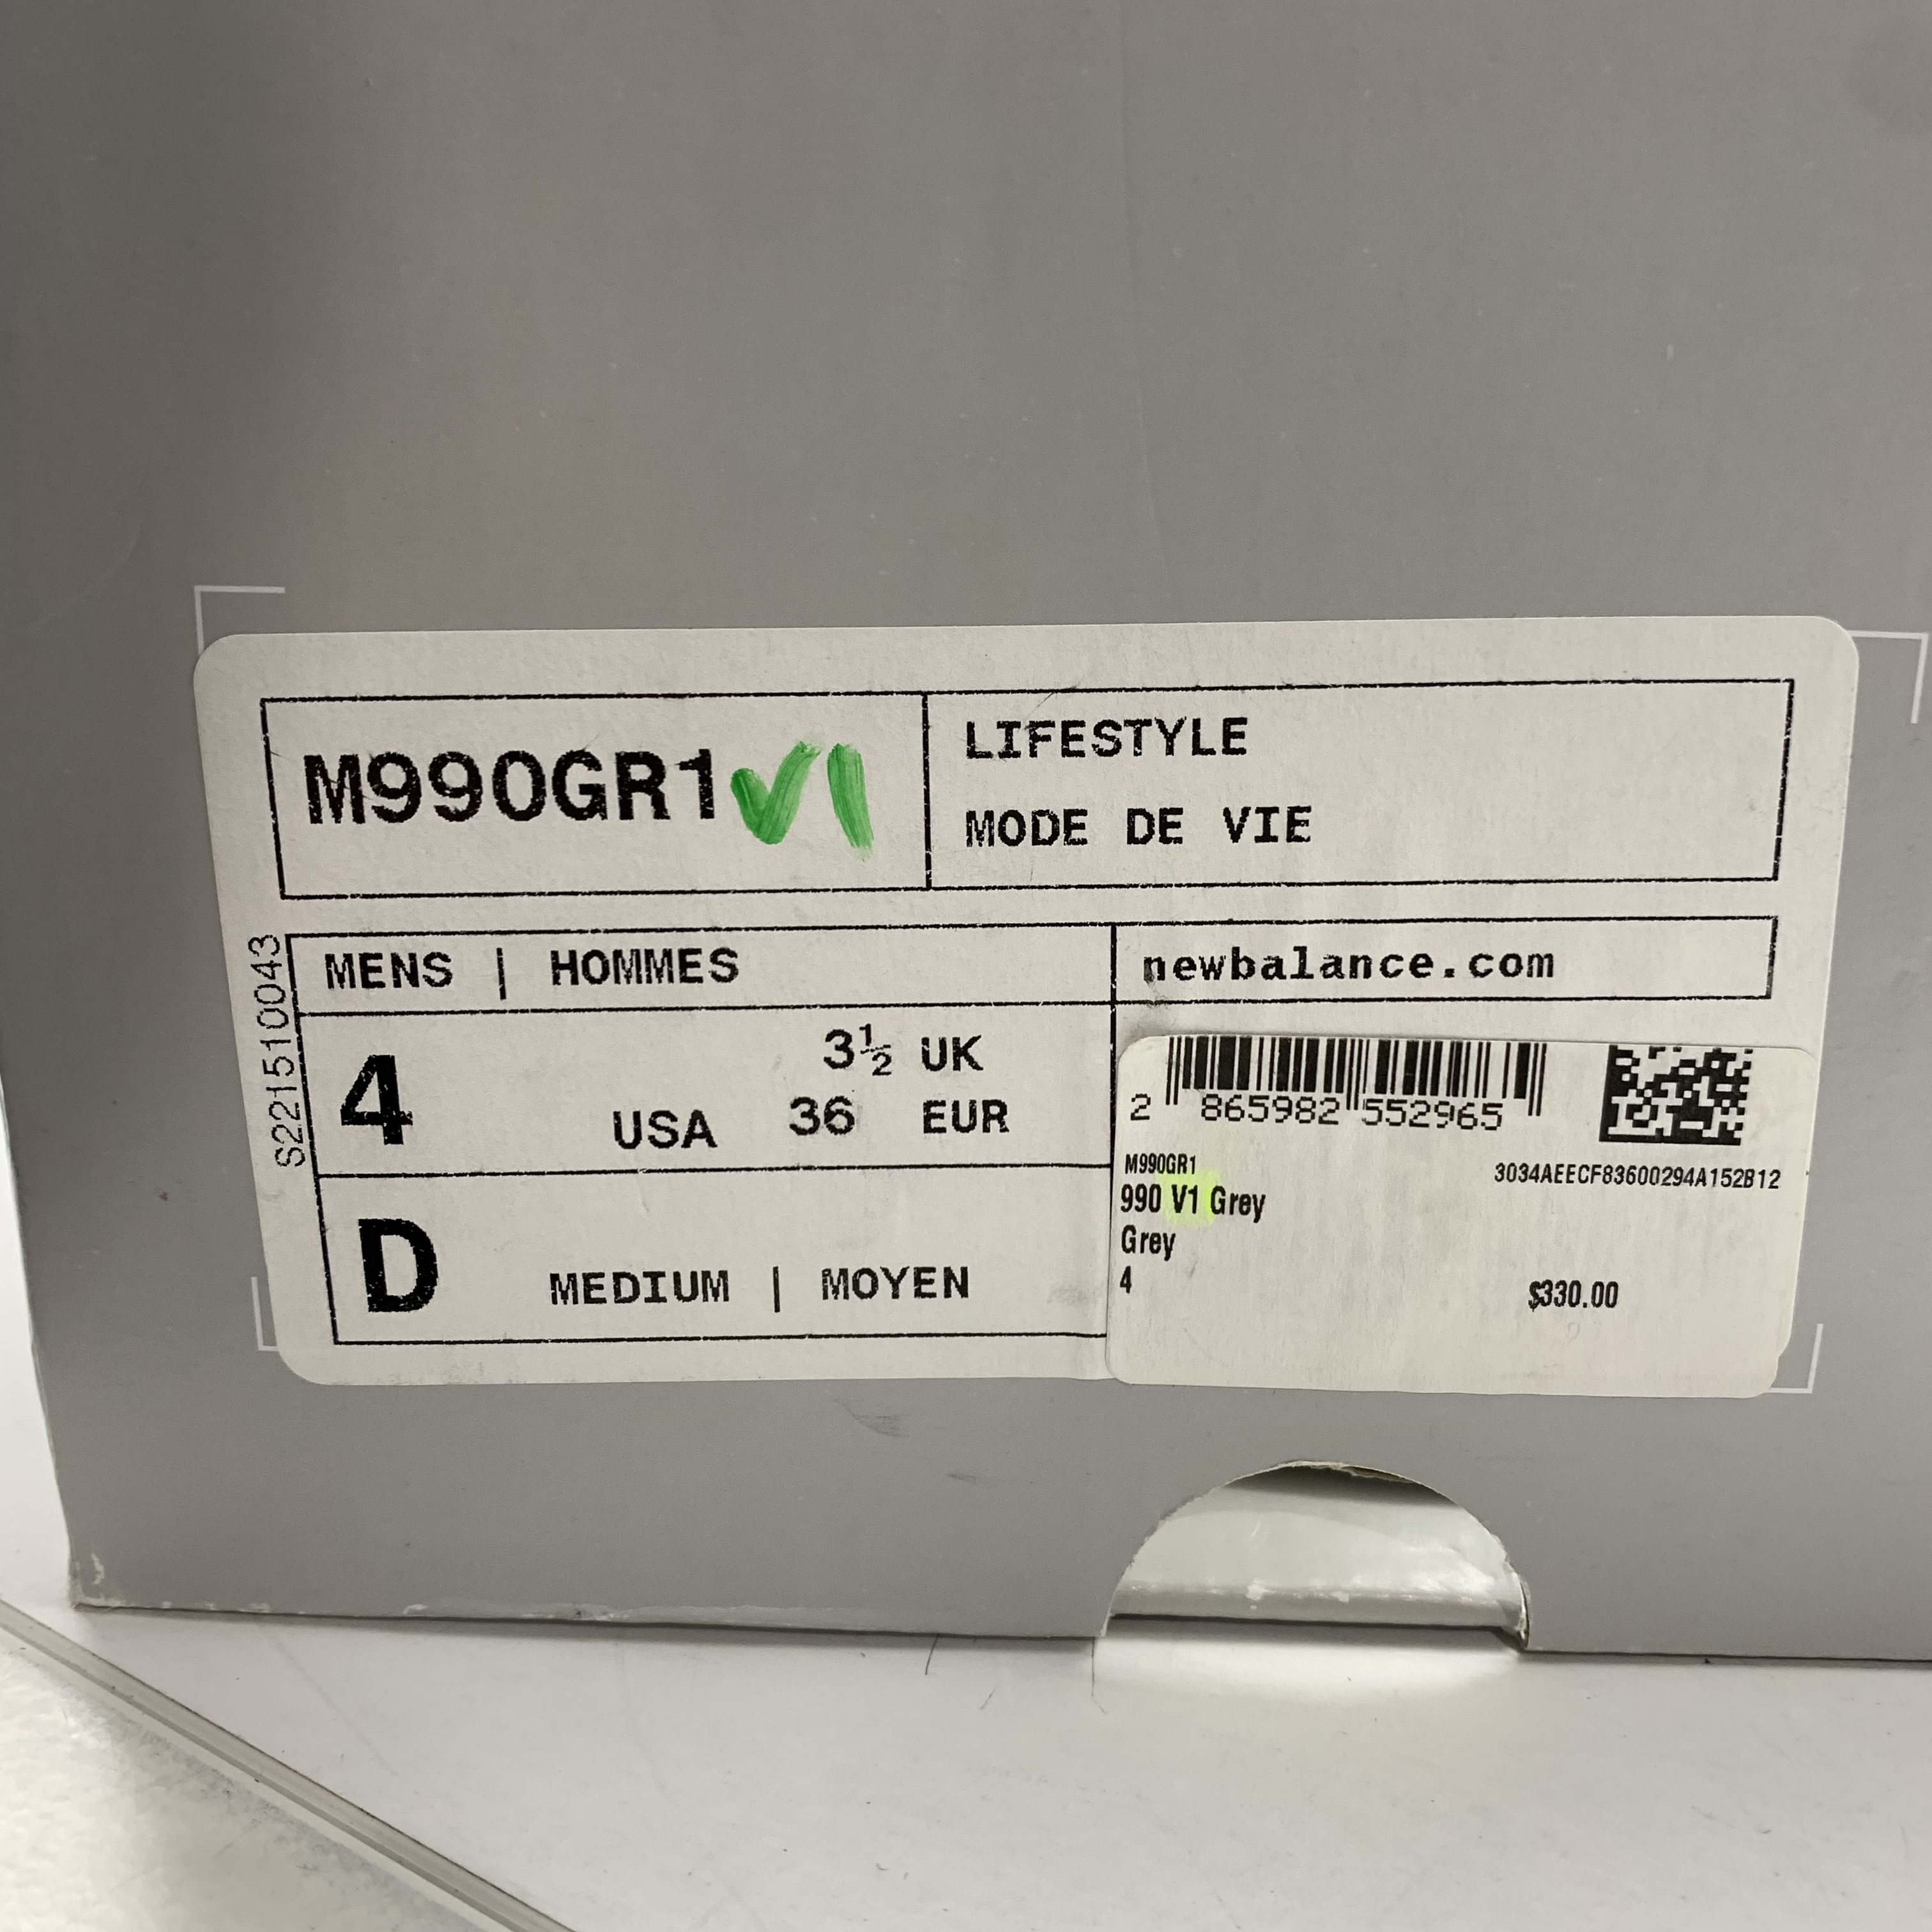 M990GR1 V1
LIFESTYLE
MODE DE VIE
S221510043
MENS | HOMMES
newbalance.com
4 USA
3½ UK
36 EUR
D MEDIUM | MOYEN
2 865982 552965
M990GR1
3034AEECF83600294A152B12
990 V1 Grey
Grey
4 $330.00